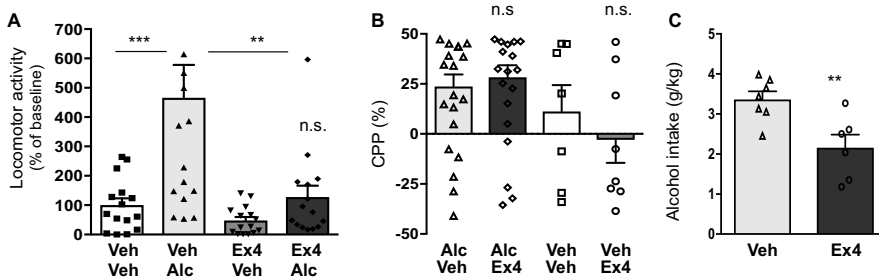 A
Locomotor activity
(% of baseline)
700
600
500
400
300
200
100
0
***
**
n.s.
Veh Veh Ex4 Ex4
Veh Alc Veh Alc
B
CPP (%)
50
25
0
-25
-50
n.s
n.s.
Alc Alc Veh Veh
Veh Ex4 Veh Ex4
C
Alcohol intake (g/kg)
5
4
3
2
1
0
**
Veh Ex4